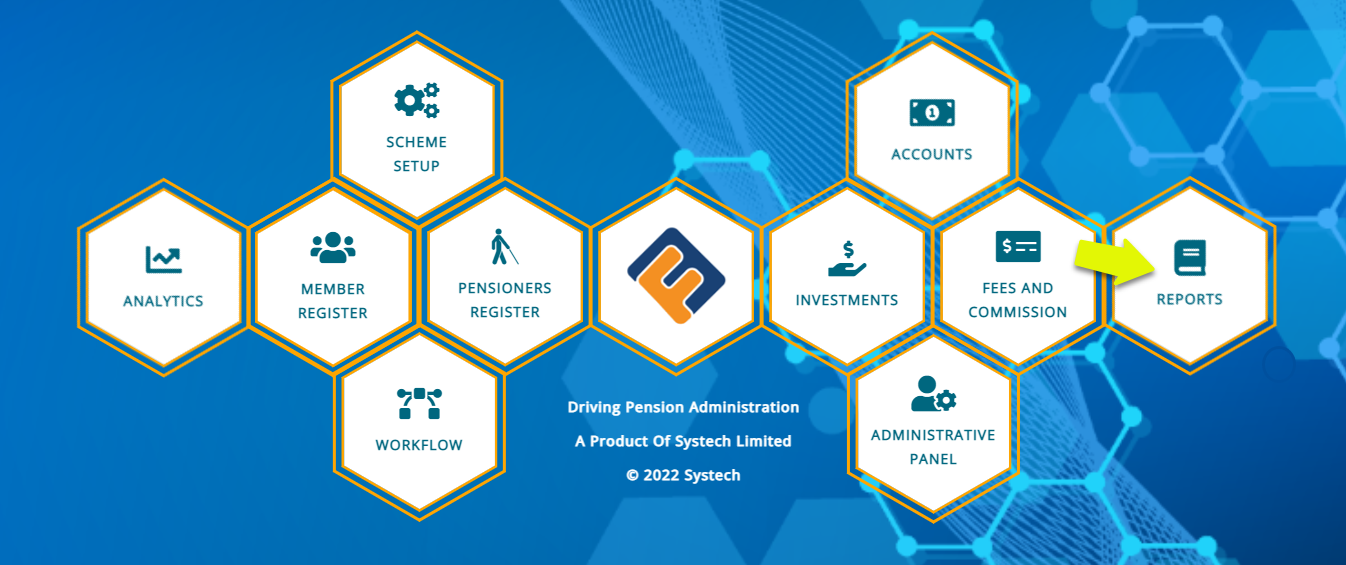 SCHEME
SETUP
ACCOUNTS
ANALYTICS
MEMBER
REGISTER
PENSIONERS
REGISTER
INVESTMENTS
FEES AND
COMMISSION
REPORTS
WORKFLOW
Driving Pension Administration
A Product Of Systech Limited
© 2022 Systech
ADMINISTRATIVE
PANEL